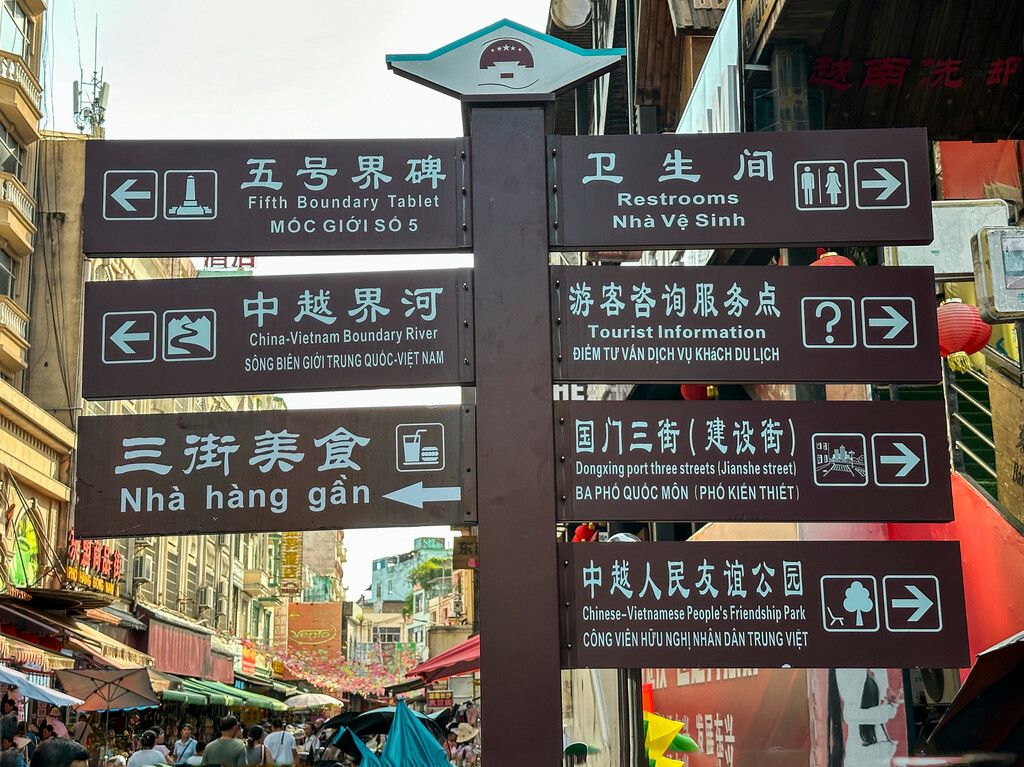 五号界碑
Fifth Boundary Tablet
MỐC GIỚI SỐ 5
中越界河
China-Vietnam Boundary River
SÔNG BIÊN GIỚI TRUNG QUỐC-VIỆT NAM
三街美食
Nhà hàng gần
卫生间
Restrooms
Nhà Vệ Sinh
游客咨询服务点
Tourist Information
ĐIỂM TƯ VẤN DỊCH VỤ KHÁCH DU LỊCH
国门三街(建设街)
Dongxing port three streets (Jianshe street)
BA PHỐ QUỐC MÔN (PHỐ KIẾN THIẾT)
中越人民友谊公园
Chinese-Vietnamese People's Friendship Park
CÔNG VIÊN HỮU NGHỊ NHÂN DÂN TRUNG VIỆT
越南洗却